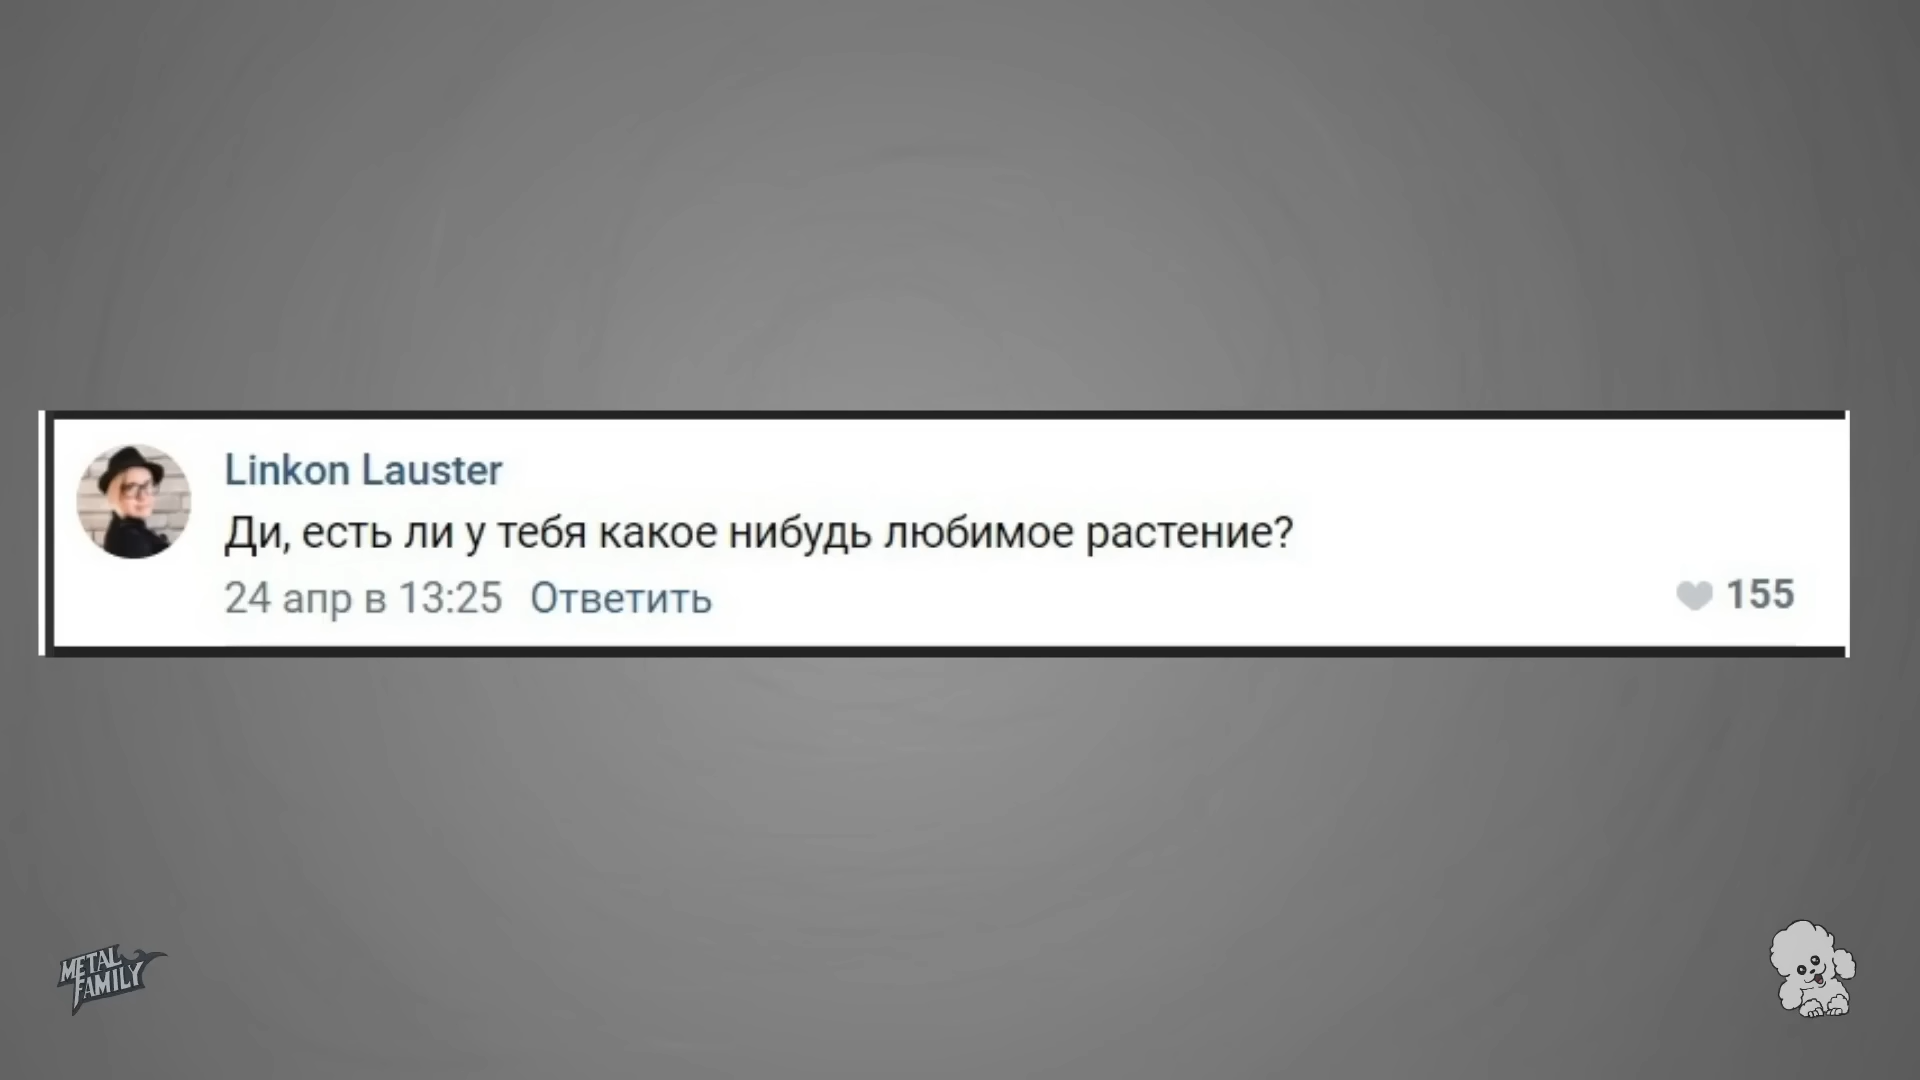 Linkon Lauster
Ди, есть ли у тебя какое нибудь любимое растение?
24 апр в 13:25 Ответить
155
METAL
FAMILY